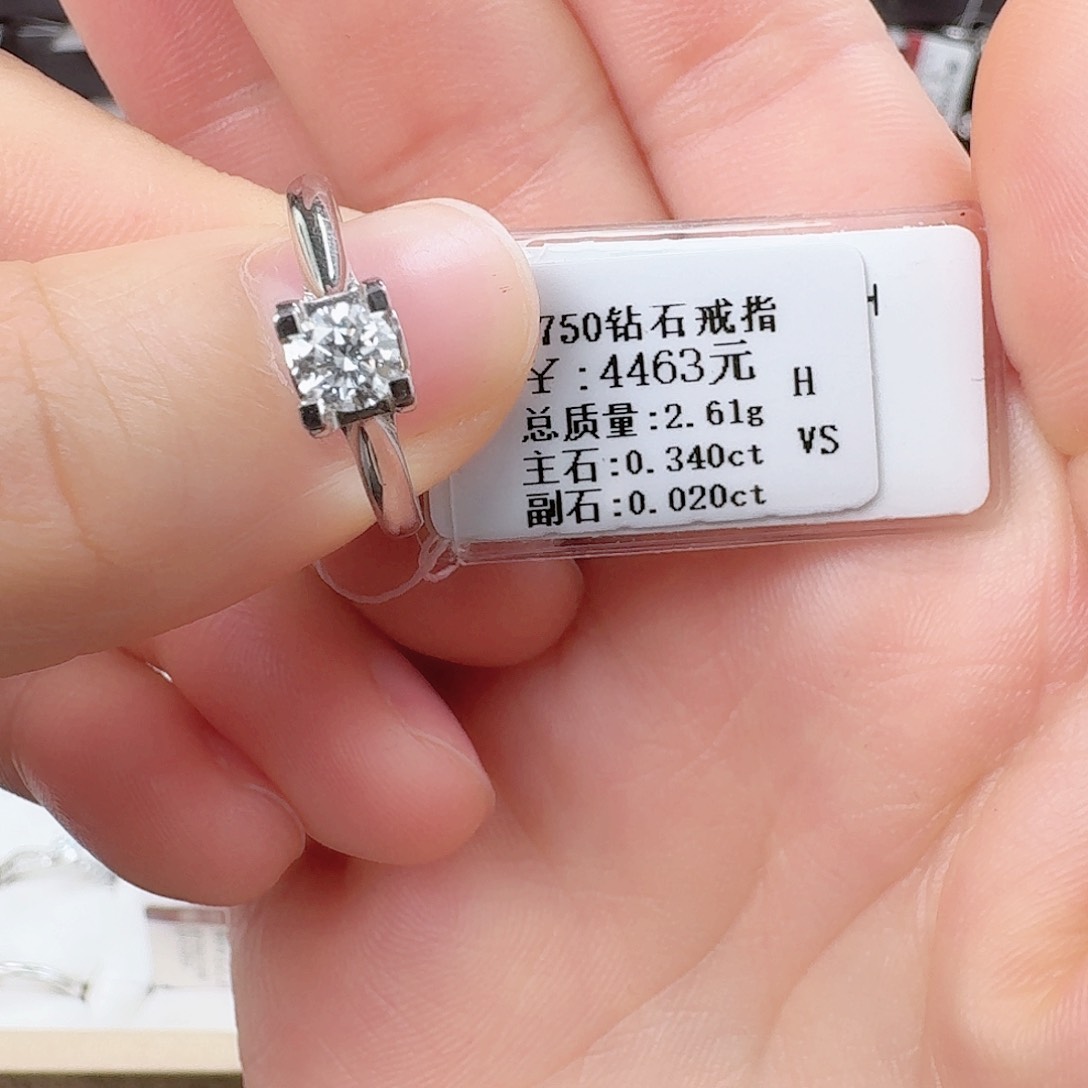 750钻石戒指
¥:4463元
H
总质量:2.61g
VS
主石:0.340ct
副石:0.020ct